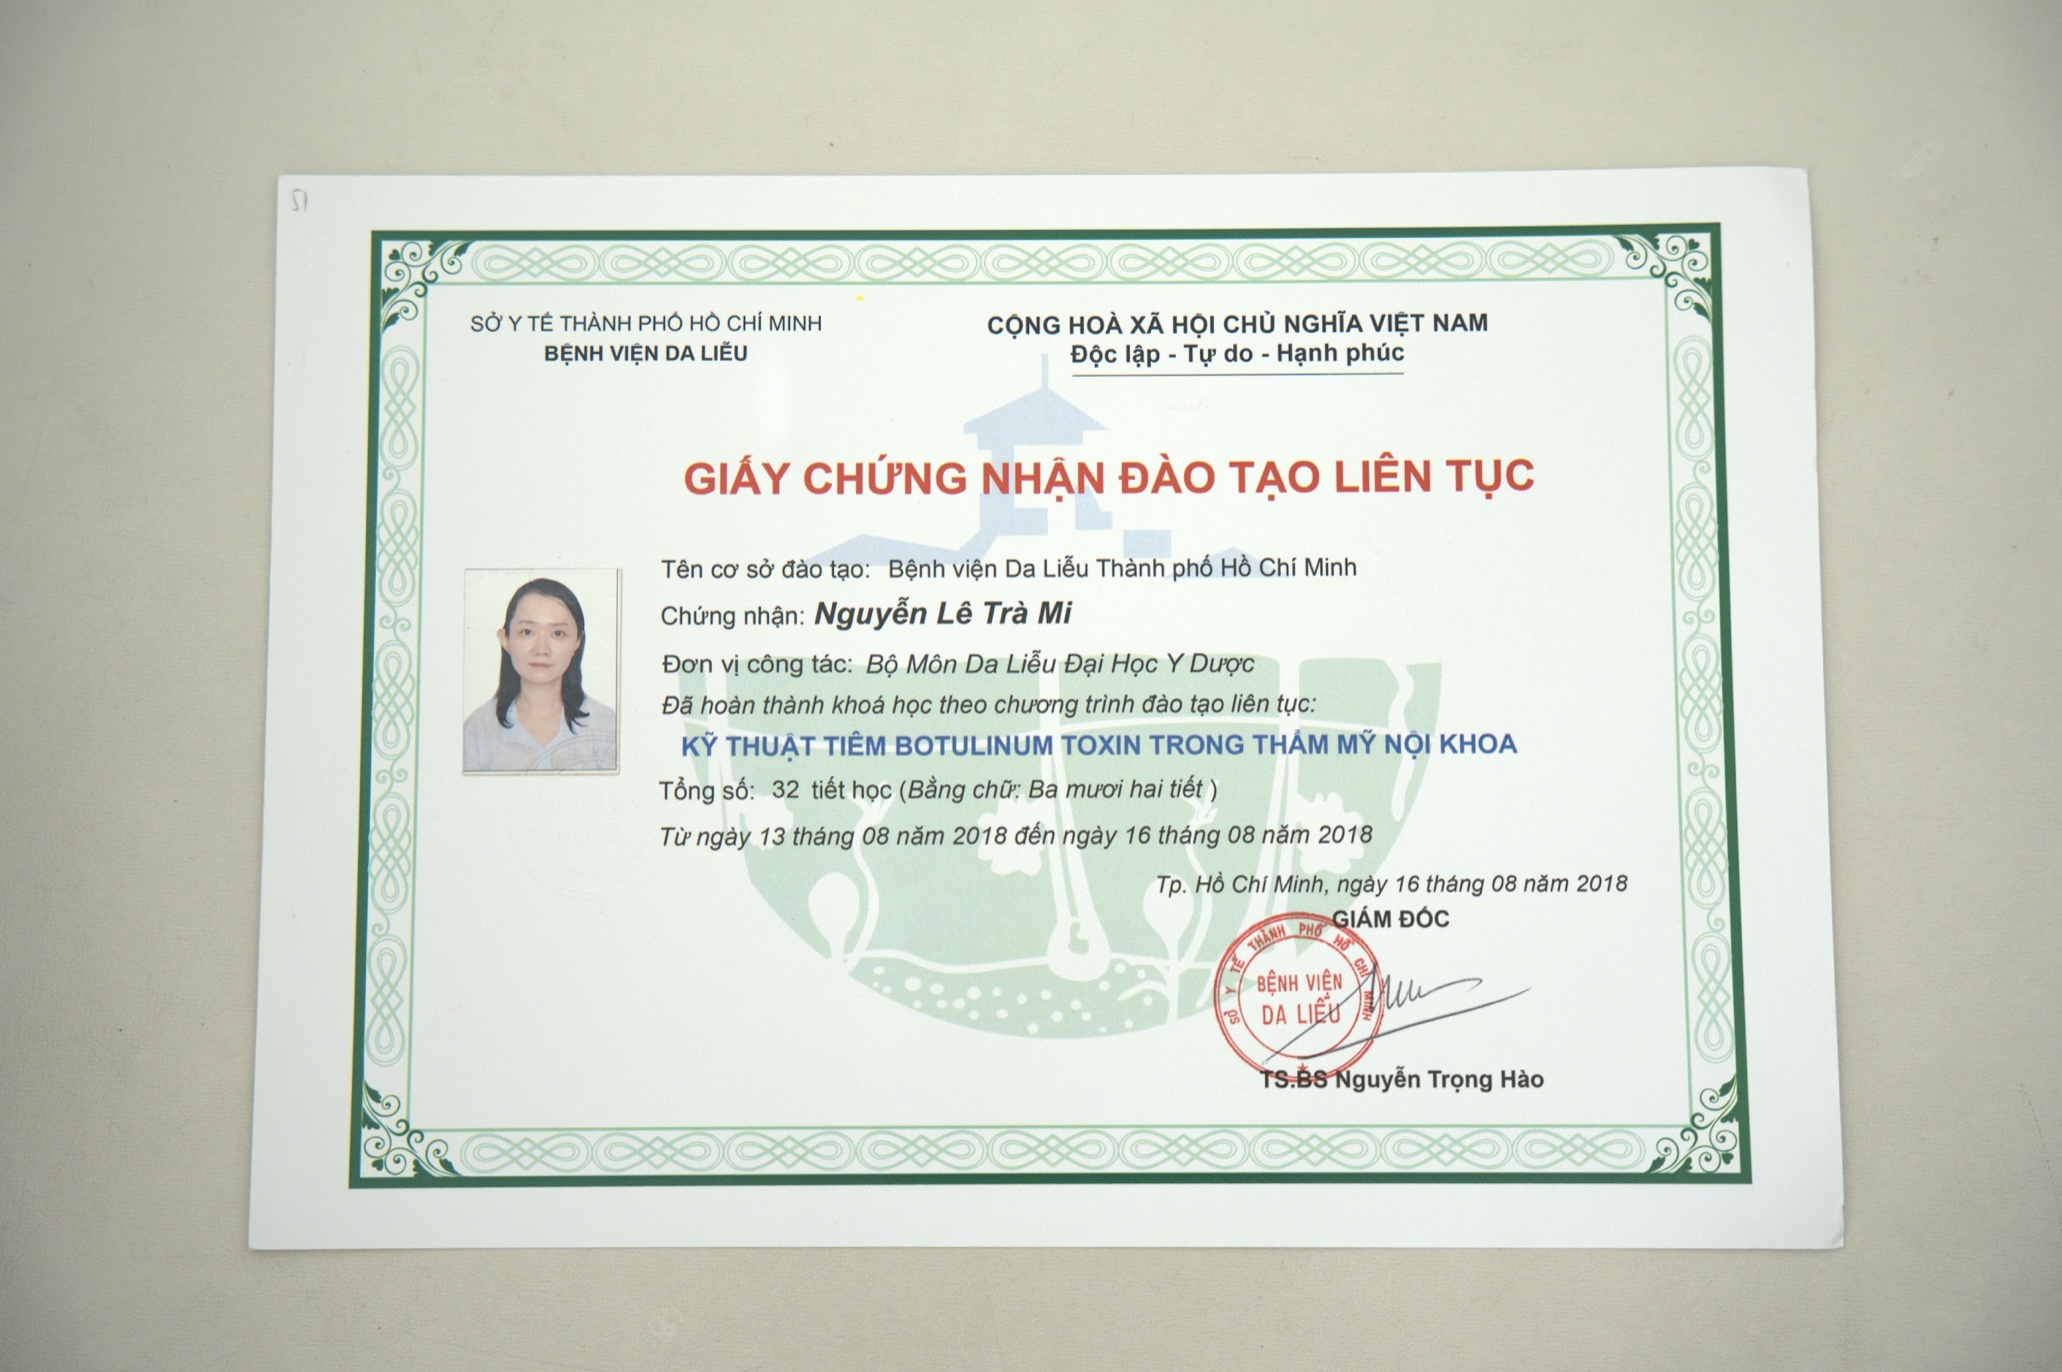 SỞ Y TẾ THÀNH PHỐ HỒ CHÍ MINH
BỆNH VIỆN DA LIỄU
CỘNG HOÀ XÃ HỘI CHỦ NGHĨA VIỆT NAM
Độc lập - Tự do - Hạnh phúc
GIẤY CHỨNG NHẬN ĐÀO TẠO LIÊN TỤC
Tên cơ sở đào tạo: Bệnh viện Da Liễu Thành phố Hồ Chí Minh
Chứng nhận: Nguyễn Lê Trà Mi
Đơn vị công tác: Bộ Môn Da Liễu Đại Học Y Dược
Đã hoàn thành khoá học theo chương trình đào tạo liên tục:
KỸ THUẬT TIÊM BOTULINUM TOXIN TRONG THẨM MỸ NỘI KHOA
Tổng số: 32 tiết học (Bằng chữ: Ba mươi hai tiết )
Từ ngày 13 tháng 08 năm 2018 đến ngày 16 tháng 08 năm 2018
Tp. Hồ Chí Minh, ngày 16 tháng 08 năm 2018
GIÁM ĐỐC
SỞ Y TẾ THÀNH PHỐ HỒ CHÍ MINH
BỆNH VIỆN
DA LIỄU
TS.BS Nguyễn Trọng Hào